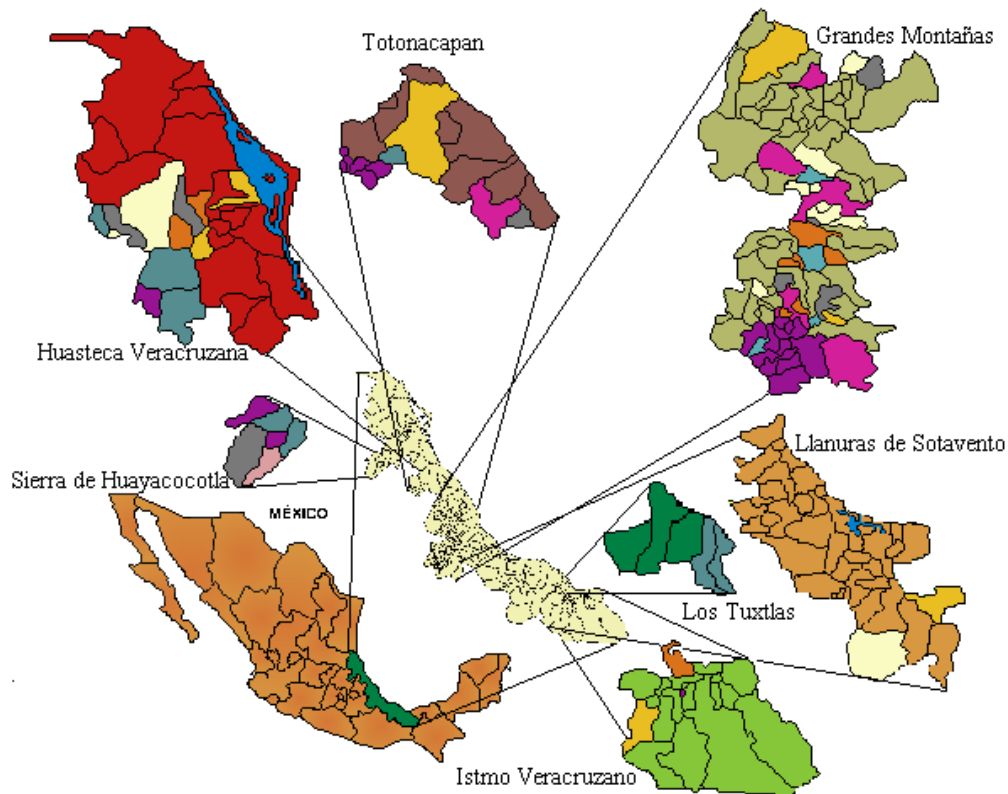 Totonacapan
Grandes Montañas
Huasteca Veracruzana
Llanuras de Sotavento
Sierra de Huayacocotla
MÉXICO
Los Tuxtlas
Istmo Veracruzano